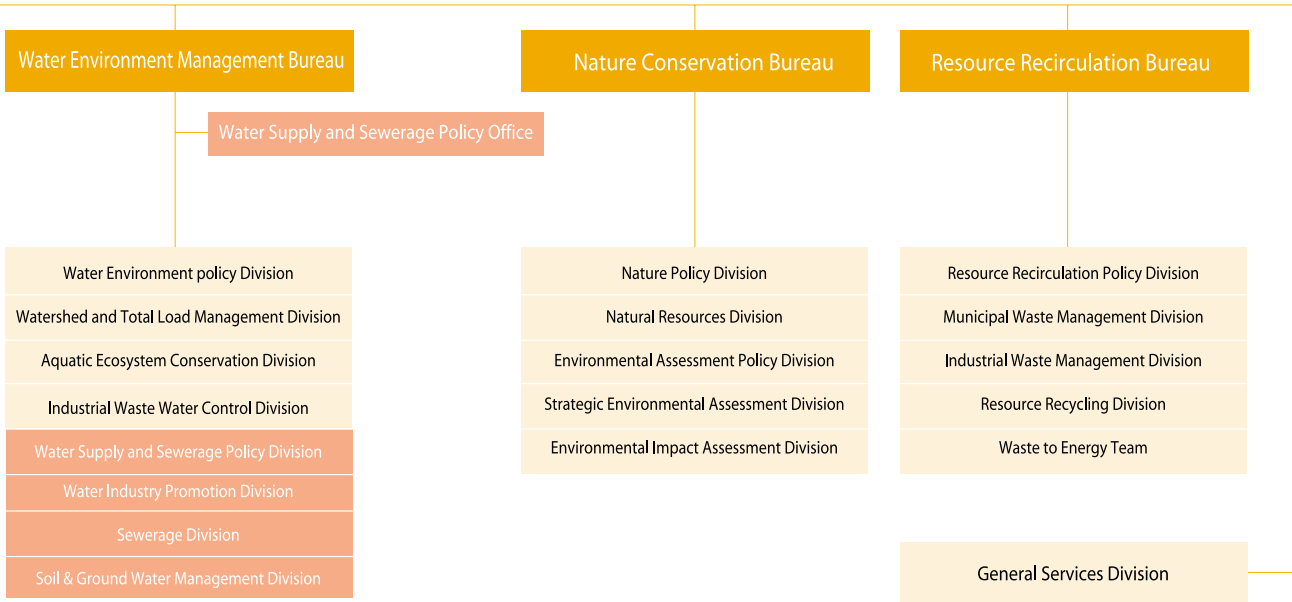 Water Environment Management Bureau
Water Supply and Sewerage Policy Office
Water Environment policy Division
Watershed and Total Load Management Division
Aquatic Ecosystem Conservation Division
Industrial Waste Water Control Division
Water Supply and Sewerage Policy Division
Water Industry Promotion Division
Sewerage Division
Soil & Ground Water Management Division
Nature Conservation Bureau
Nature Policy Division
Natural Resources Division
Environmental Assessment Policy Division
Strategic Environmental Assessment Division
Environmental Impact Assessment Division
Resource Recirculation Bureau
Resource Recirculation Policy Division
Municipal Waste Management Division
Industrial Waste Management Division
Resource Recycling Division
Waste to Energy Team
General Services Division